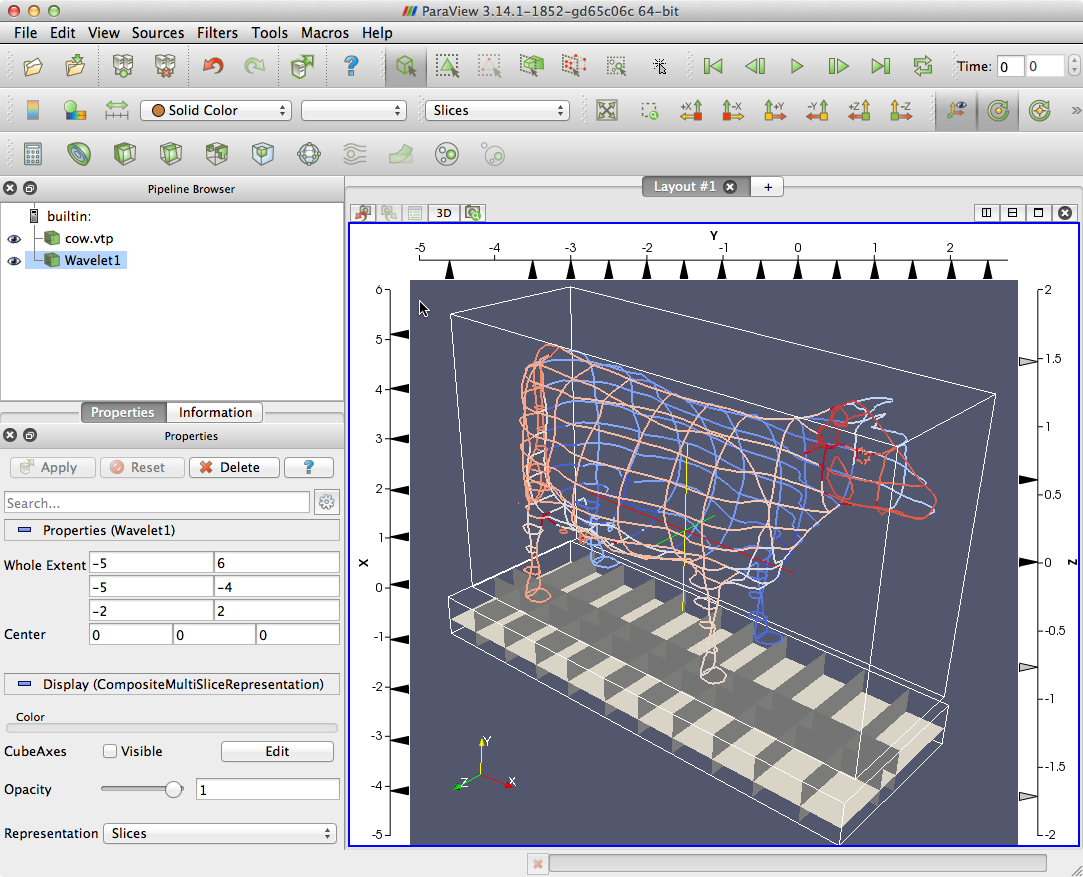 ParaView 3.14.1-1852-gd65c06c 64-bit
File Edit View Sources Filters Tools Macros Help
? Time: 0 0
Solid Color Slices +X -X +Y -Y +Z -Z »
Pipeline Browser
Layout #1 +
builtin:
3D
cow.vtp
Wavelet1
Y
-5 -4 -3 -2 -1 0 1 2
6
5
4
3
2
1
0
-1
-2
-3
-4
-5
X
2
1.5
1
0.5
0
-0.5
-1
-1.5
-2
Z
Y
Z X
Properties Information
Properties
Apply Reset Delete ?
Search...
Properties (Wavelet1)
Whole Extent -5 6
-5 -4
-2 2
Center 0 0 0
Display (CompositeMultiSliceRepresentation)
Color
CubeAxes Visible Edit
Opacity 1
Representation Slices